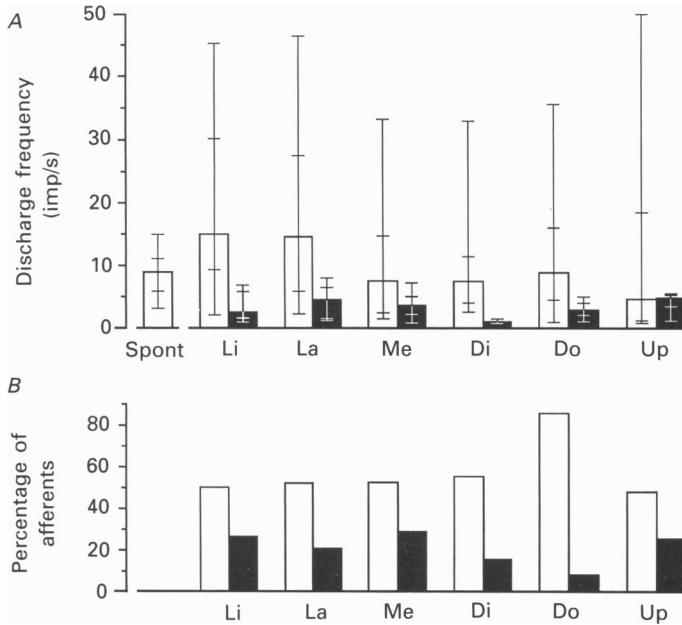 A
50
40
30
20
10
0
Discharge frequency
(imp/s)
Spont Li La Me Di Do Up
B
80
60
40
20
0
Percentage of
afferents
Li La Me Di Do Up